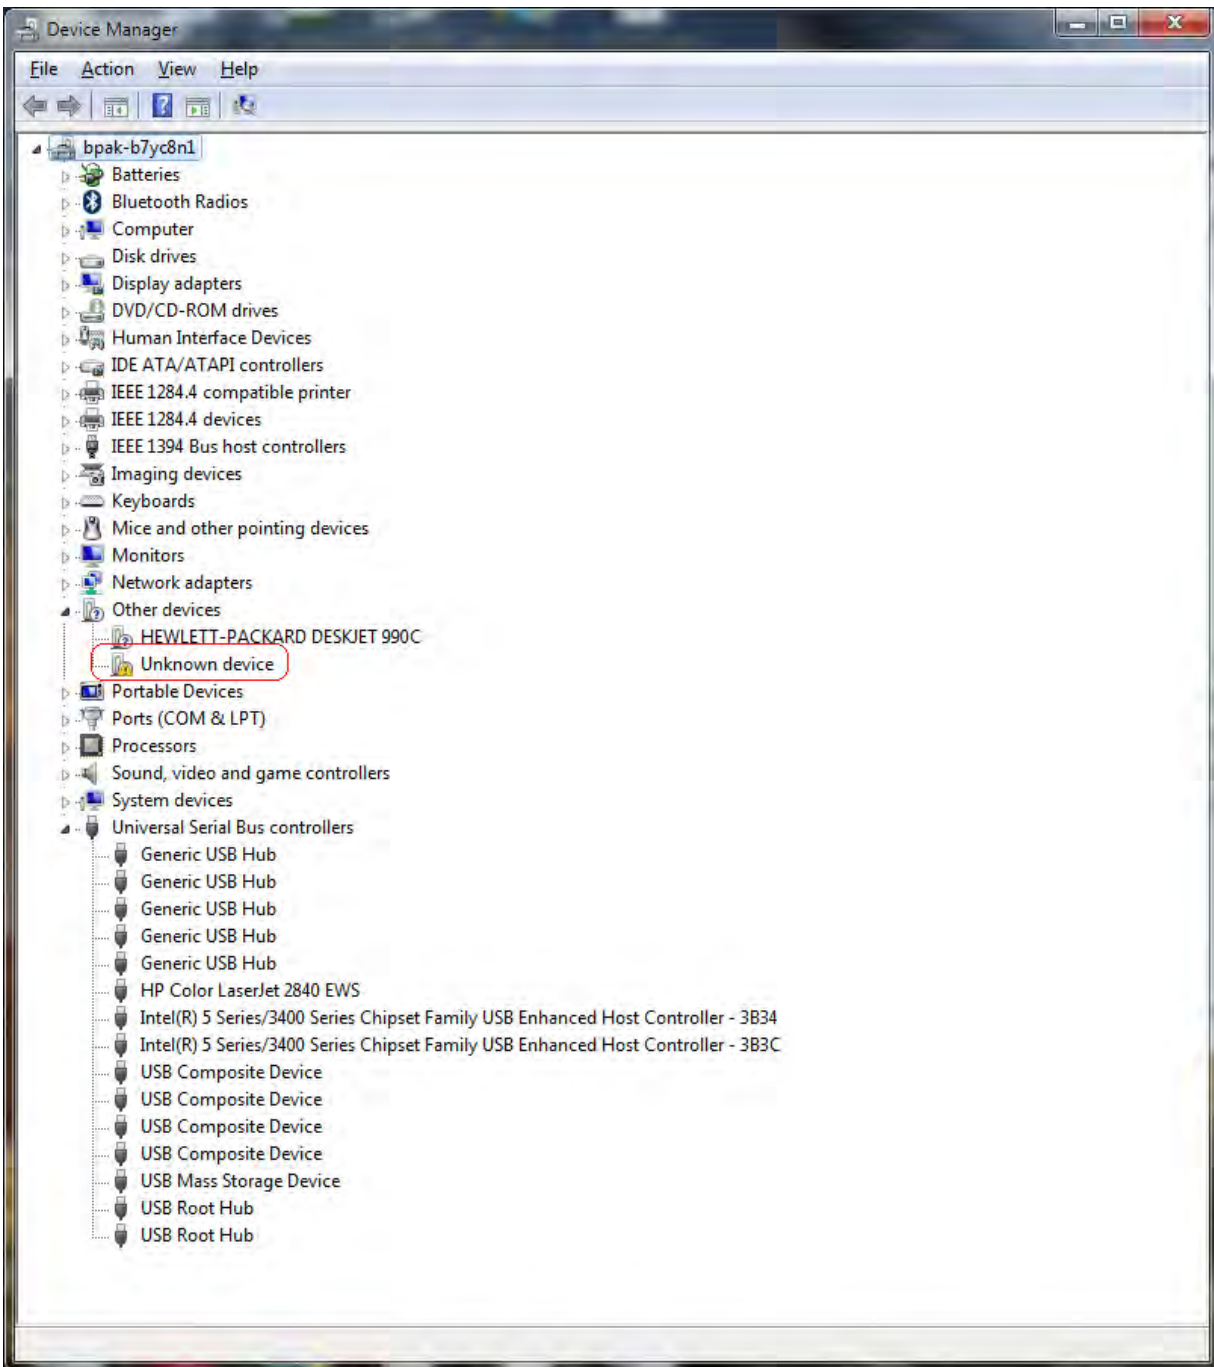 Device Manager
File Action View Help
bpak-b7yc8n1
Batteries
Bluetooth Radios
Computer
Disk drives
Display adapters
DVD/CD-ROM drives
Human Interface Devices
IDE ATA/ATAPI controllers
IEEE 1284.4 compatible printer
IEEE 1284.4 devices
IEEE 1394 Bus host controllers
Imaging devices
Keyboards
Mice and other pointing devices
Monitors
Network adapters
Other devices
HEWLETT-PACKARD DESKJET 990C
Unknown device
Portable Devices
Ports (COM & LPT)
Processors
Sound, video and game controllers
System devices
Universal Serial Bus controllers
Generic USB Hub
Generic USB Hub
Generic USB Hub
Generic USB Hub
Generic USB Hub
HP Color LaserJet 2840 EWS
Intel(R) 5 Series/3400 Series Chipset Family USB Enhanced Host Controller - 3B34
Intel(R) 5 Series/3400 Series Chipset Family USB Enhanced Host Controller - 3B3C
USB Composite Device
USB Composite Device
USB Composite Device
USB Composite Device
USB Mass Storage Device
USB Root Hub
USB Root Hub